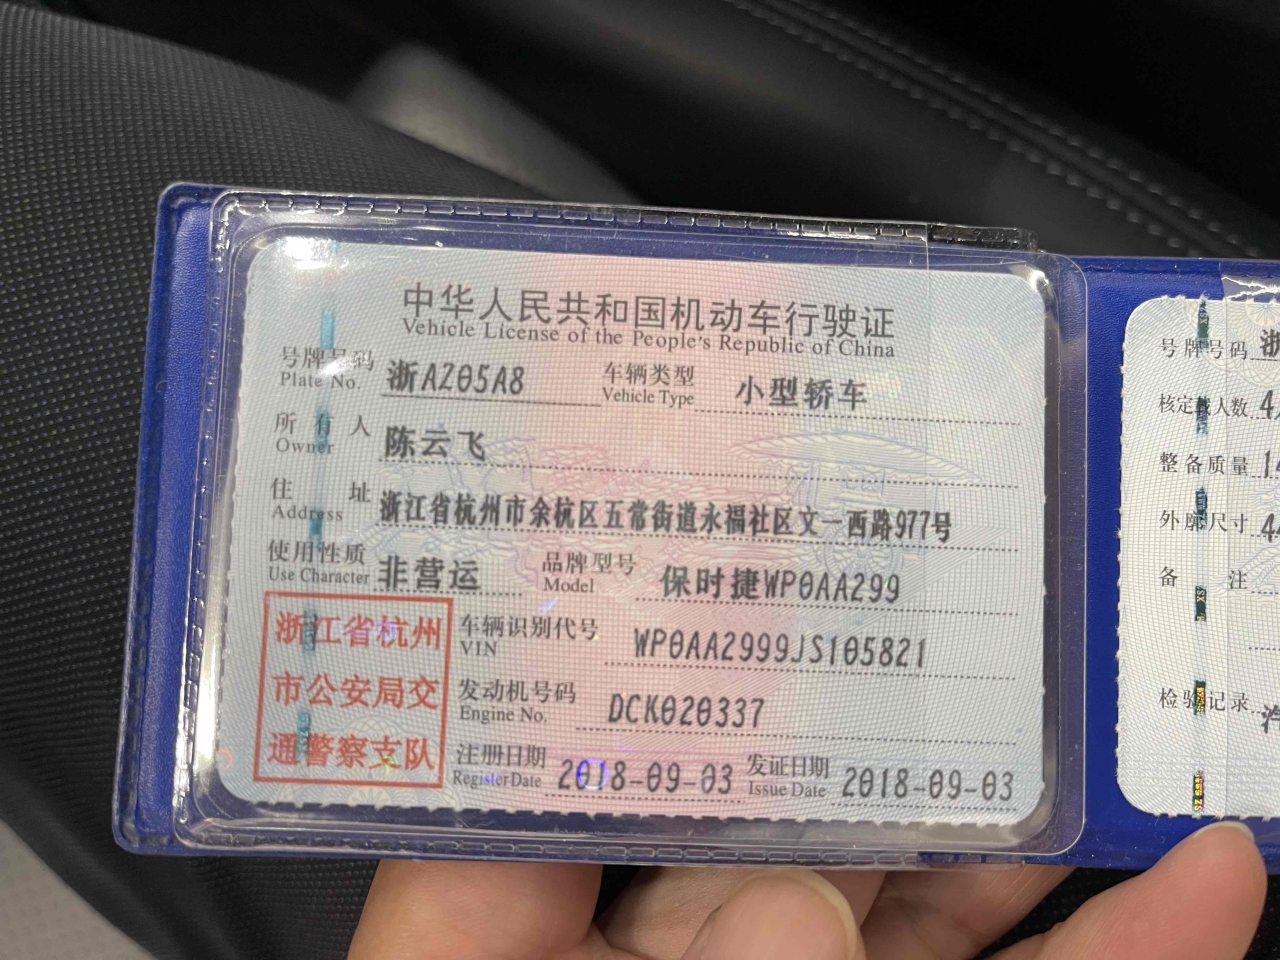 中华人民共和国机动车行驶证
Vehicle License of the People's Republic of China
号牌号码 浙AZ05A8 车辆类型 小型轿车
Plate No. Vehicle Type
所有人 陈云飞
Owner
住址 浙江省杭州市余杭区五常街道永福社区文一西路977号
Address
使用性质 非营运 品牌型号 保时捷WP0AA299
Use Character Model
浙江省杭州
市公安局交
通警察支队
车辆识别代号 WP0AA2999JS105821
VIN
发动机号码 DCK020337
Engine No.
注册日期 2018-09-03 发证日期 2018-09-03
Register Date Issue Date
号牌号码 浙
核定载人数 4
整备质量
外廓尺寸
备注
检验记录